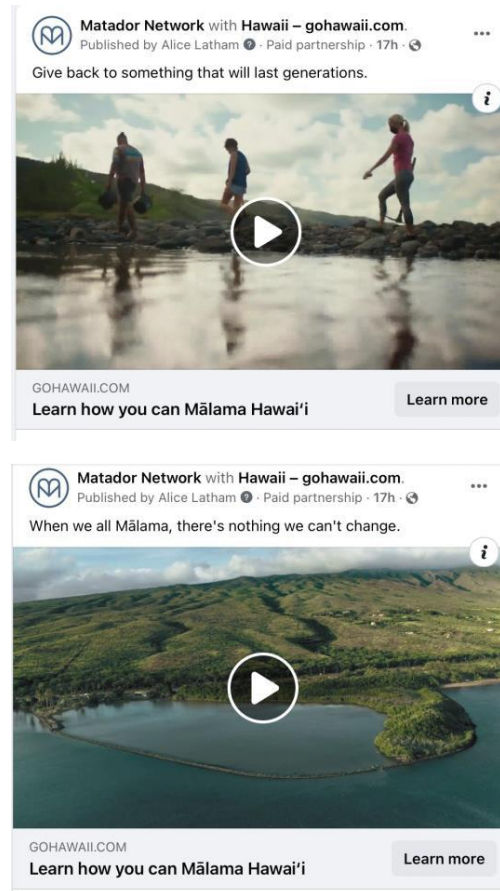 Matador Network with Hawaii – gohawaii.com.
Published by Alice Latham · Paid partnership · 17h ·
Give back to something that will last generations.
GOHAWAII.COM
Learn how you can Mālama Hawaiʻi
Learn more
Matador Network with Hawaii – gohawaii.com.
Published by Alice Latham · Paid partnership · 17h ·
When we all Mālama, there's nothing we can't change.
GOHAWAII.COM
Learn how you can Mālama Hawaiʻi
Learn more